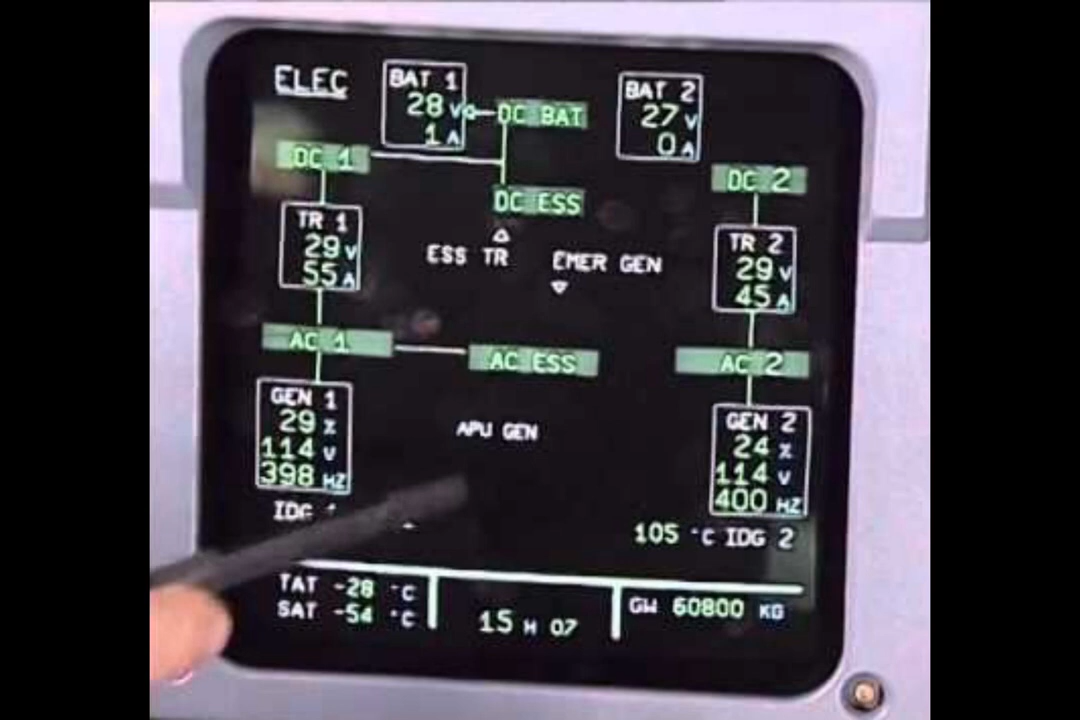 ELEC
BAT 1
28 V
1 A
DC BAT
BAT 2
27 V
0 A
DC 1
DC ESS
DC 2
TR 1
29 V
55 A
ESS TR
EMER GEN
TR 2
29 V
45 A
AC 1
AC ESS
AC 2
GEN 1
29 %
114 V
398 HZ
APU GEN
GEN 2
24 %
114 V
400 HZ
IDG 1
105 °C IDG 2
TAT -28 °C
SAT -54 °C
15 H 07
GW 60800 KG